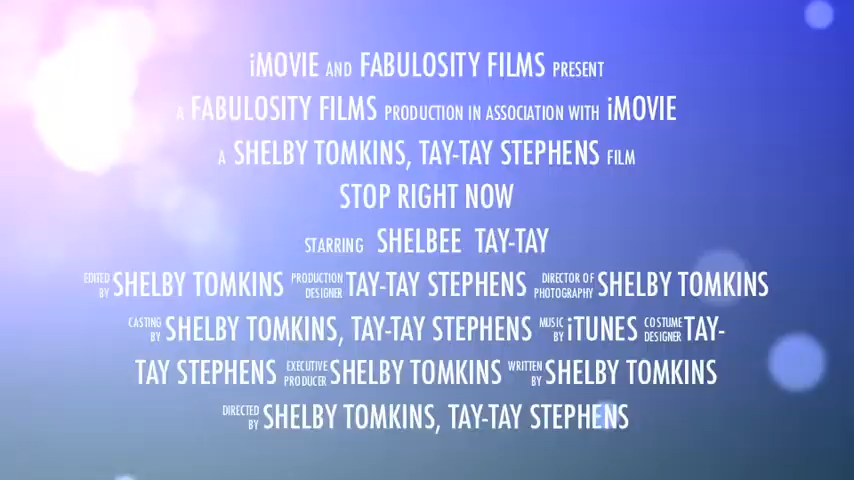 iMOVIE AND FABULOSITY FILMS PRESENT
A FABULOSITY FILMS PRODUCTION IN ASSOCIATION WITH iMOVIE
A SHELBY TOMKINS, TAY-TAY STEPHENS FILM
STOP RIGHT NOW
STARRING SHELBEE TAY-TAY
EDITED BY SHELBY TOMKINS PRODUCTION DESIGNER TAY-TAY STEPHENS DIRECTOR OF PHOTOGRAPHY SHELBY TOMKINS
CASTING BY SHELBY TOMKINS, TAY-TAY STEPHENS MUSIC BY iTUNES COSTUME DESIGNER TAY-
TAY STEPHENS EXECUTIVE PRODUCER SHELBY TOMKINS WRITTEN BY SHELBY TOMKINS
DIRECTED BY SHELBY TOMKINS, TAY-TAY STEPHENS